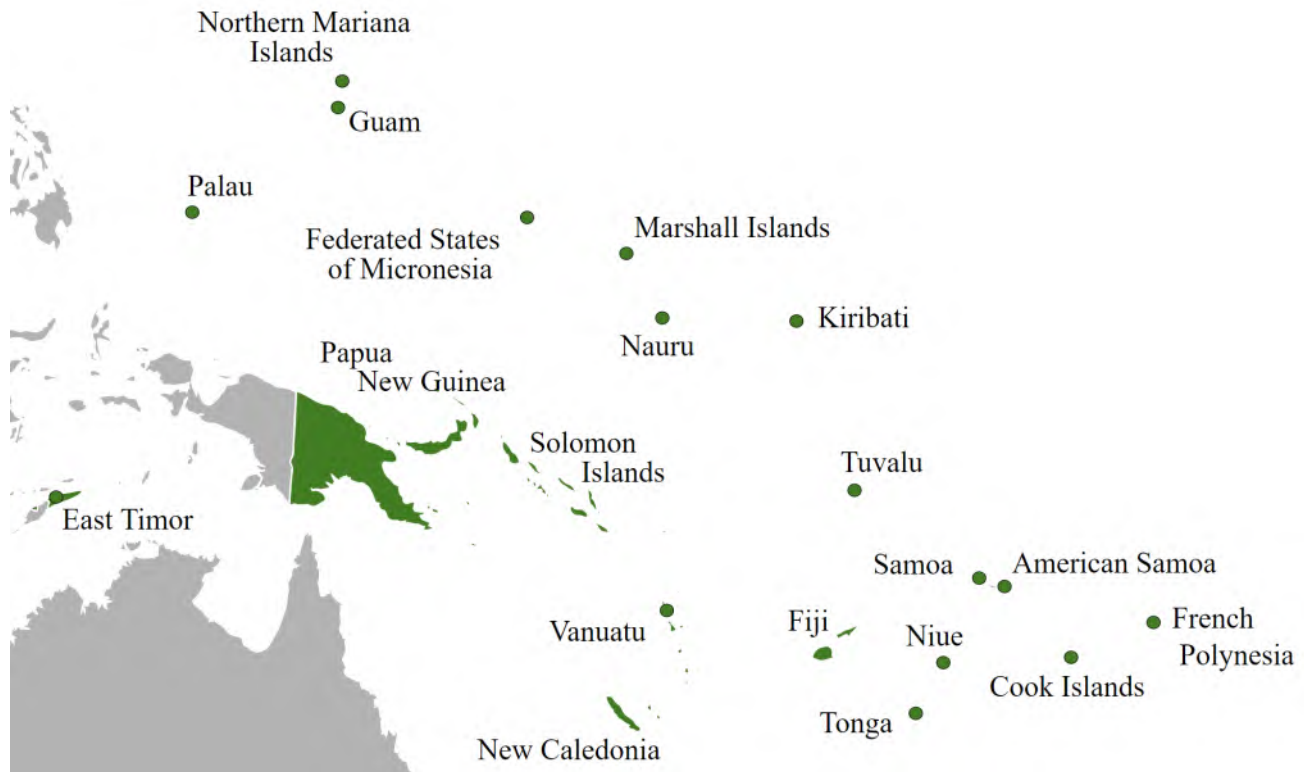 Northern Mariana
Islands
Guam
Palau
Federated States
of Micronesia
Marshall Islands
Nauru
Kiribati
Papua
New Guinea
Solomon
Islands
Tuvalu
East Timor
Samoa
American Samoa
Vanuatu
Fiji
Niue
French
Polynesia
Cook Islands
Tonga
New Caledonia